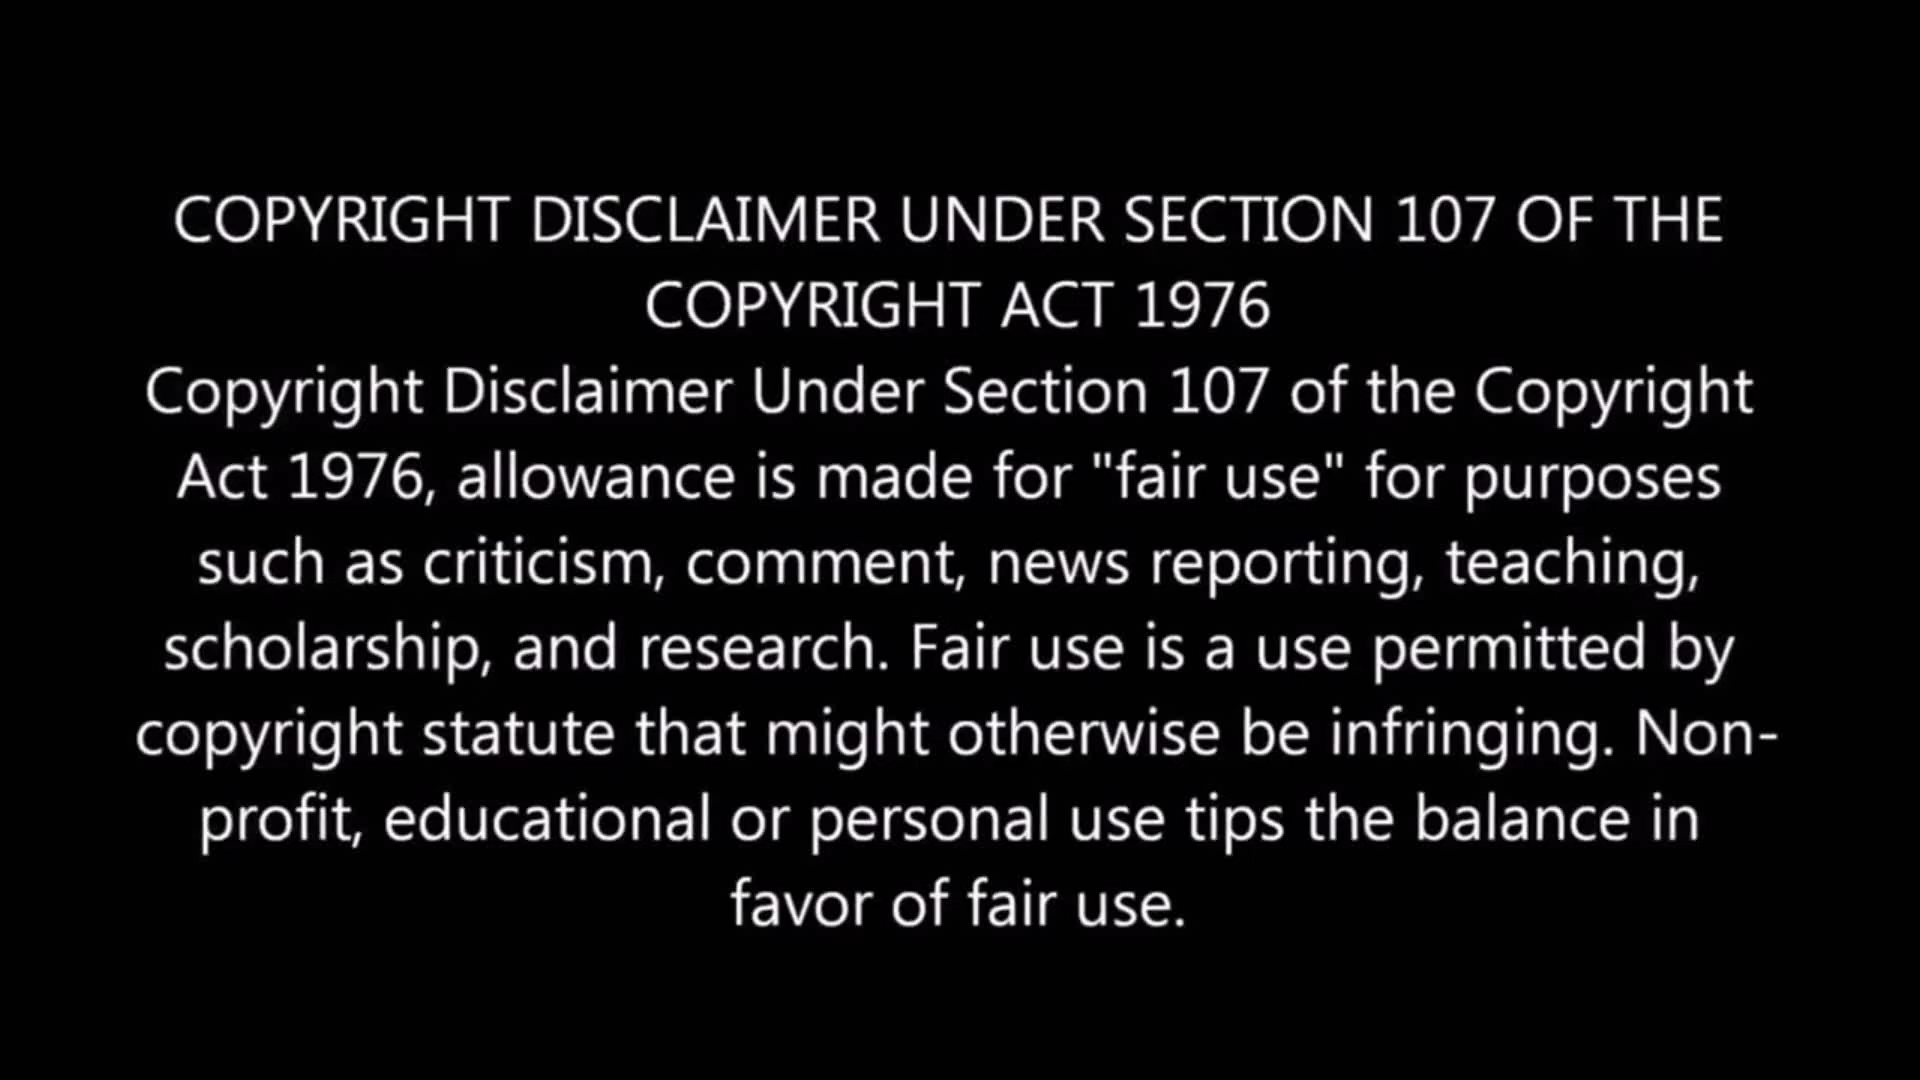 COPYRIGHT DISCLAIMER UNDER SECTION 107 OF THE
COPYRIGHT ACT 1976
Copyright Disclaimer Under Section 107 of the Copyright
Act 1976, allowance is made for "fair use" for purposes
such as criticism, comment, news reporting, teaching,
scholarship, and research. Fair use is a use permitted by
copyright statute that might otherwise be infringing. Non-
profit, educational or personal use tips the balance in
favor of fair use.